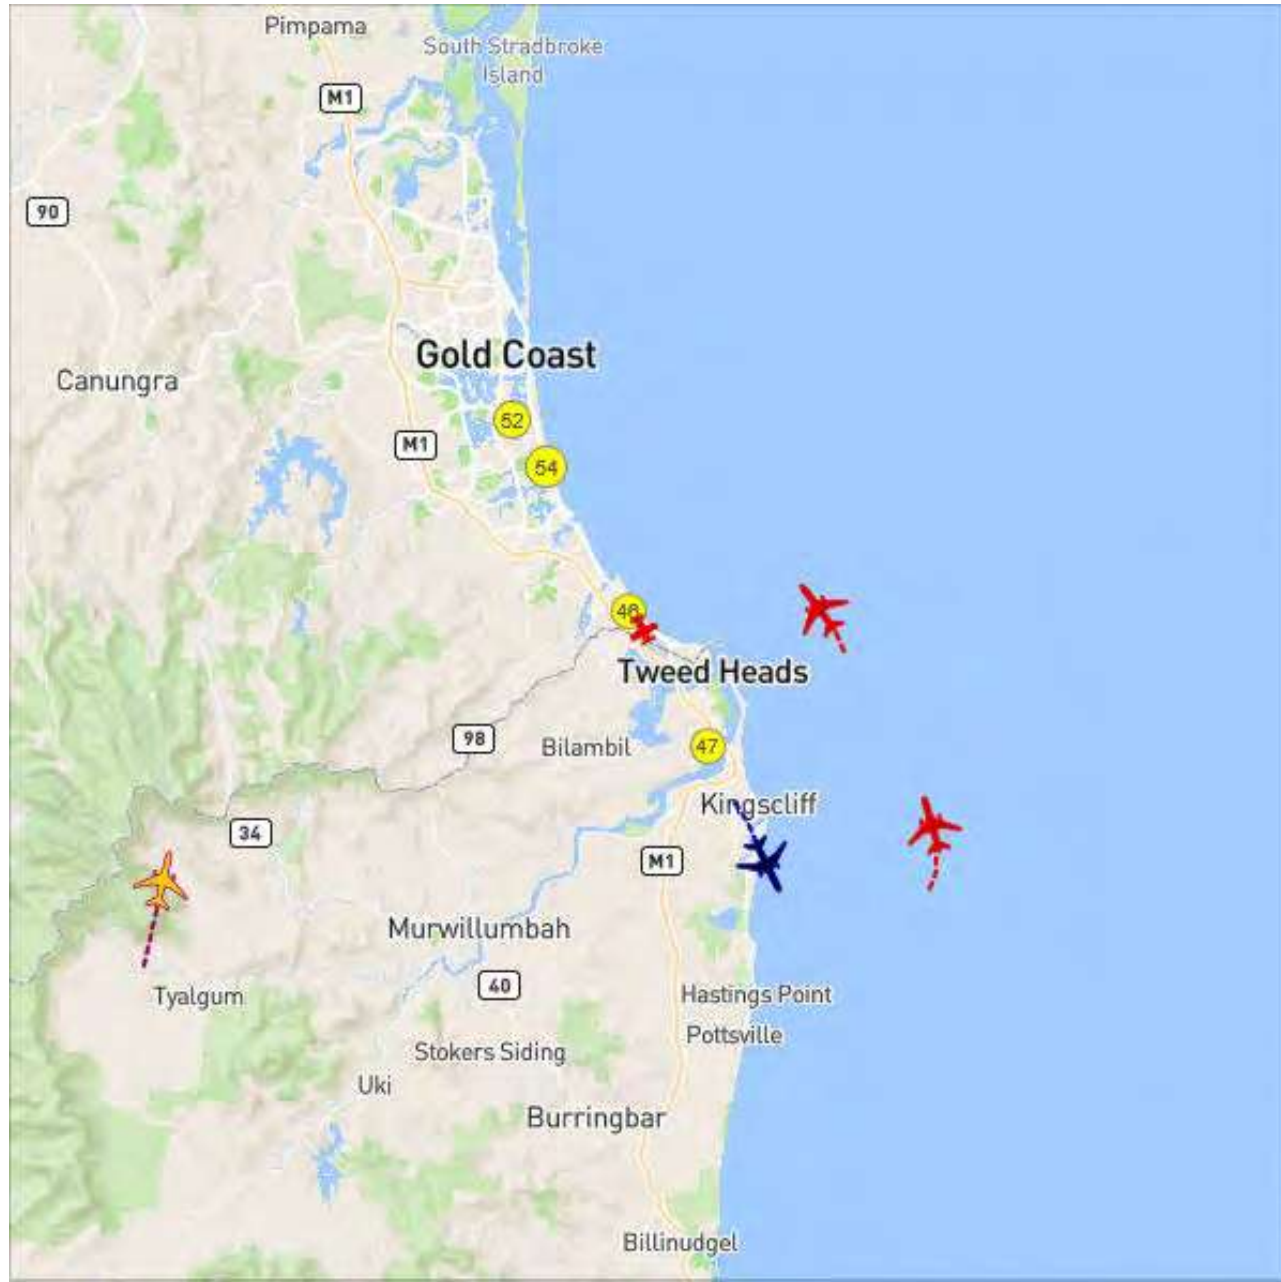 Pimpama
South Stradbroke
Island
M1
90
Gold Coast
Canungra
52
M1
54
46
Tweed Heads
98
Bilambil
47
Kingscliff
34
M1
Murwillumbah
40
Tyalgum
Hastings Point
Pottsville
Stokers Siding
Uki
Burringbar
Billinudgel